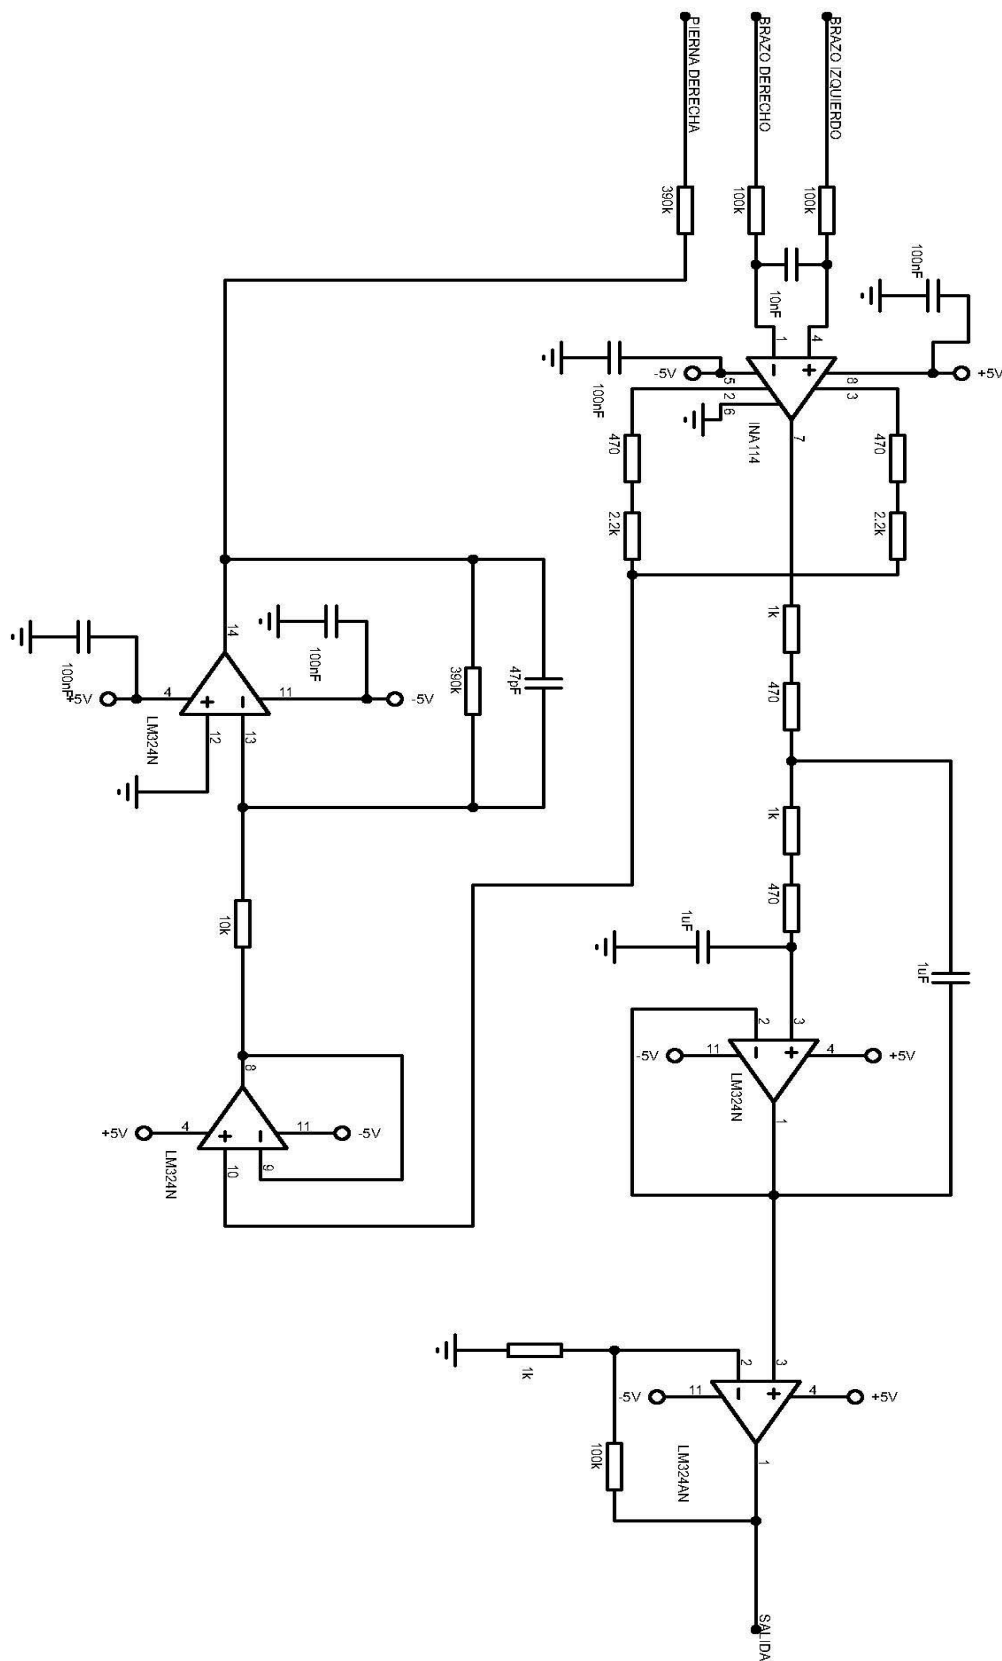 PIERNA DERECHA
BRAZO DERECHO
BRAZO IZQUIERDO
390k
100k
100k
100nF
10nF
1
4
-5V
5
2
6
8
3
+5V
100nF
INA114
7
470
2.2k
470
2.2k
1k
470
1k
470
1uF
1uF
14
100nF
100nF
+5V
4
11
-5V
LM324N
12
13
390k
47pF
10k
8
+5V
4
11
-5V
LM324N
10
9
2
3
-5V
11
4
+5V
LM324N
1
1k
2
3
-5V
11
4
+5V
100k
LM324AN
1
SALIDA